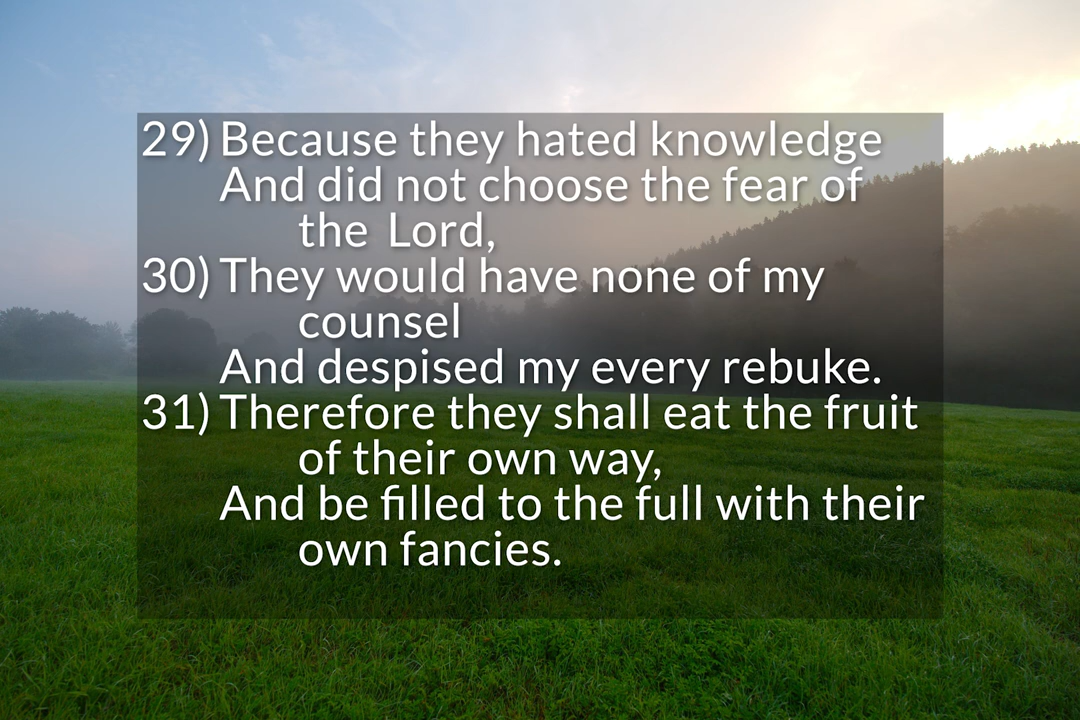 29) Because they hated knowledge
And did not choose the fear of
the Lord,
30) They would have none of my
counsel
And despised my every rebuke.
31) Therefore they shall eat the fruit
of their own way,
And be filled to the full with their
own fancies.